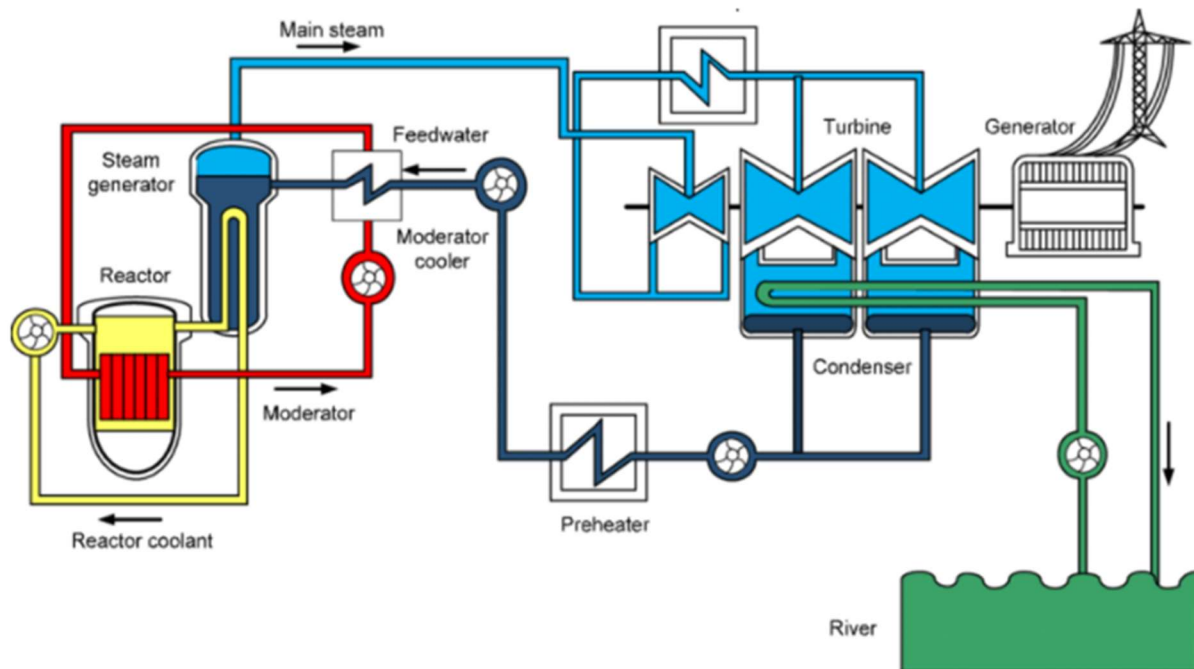 Main steam
Feedwater
Turbine
Generator
Steam
generator
Moderator
cooler
Reactor
Condenser
Moderator
Preheater
Reactor coolant
River